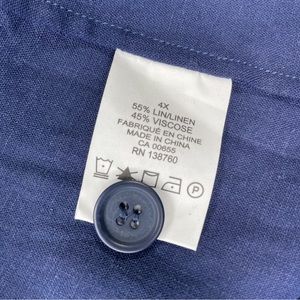 4X
55% LIN/LINEN
45% VISCOSE
FABRIQUÉ EN CHINE
MADE IN CHINA
CA 00655
RN 138760
P